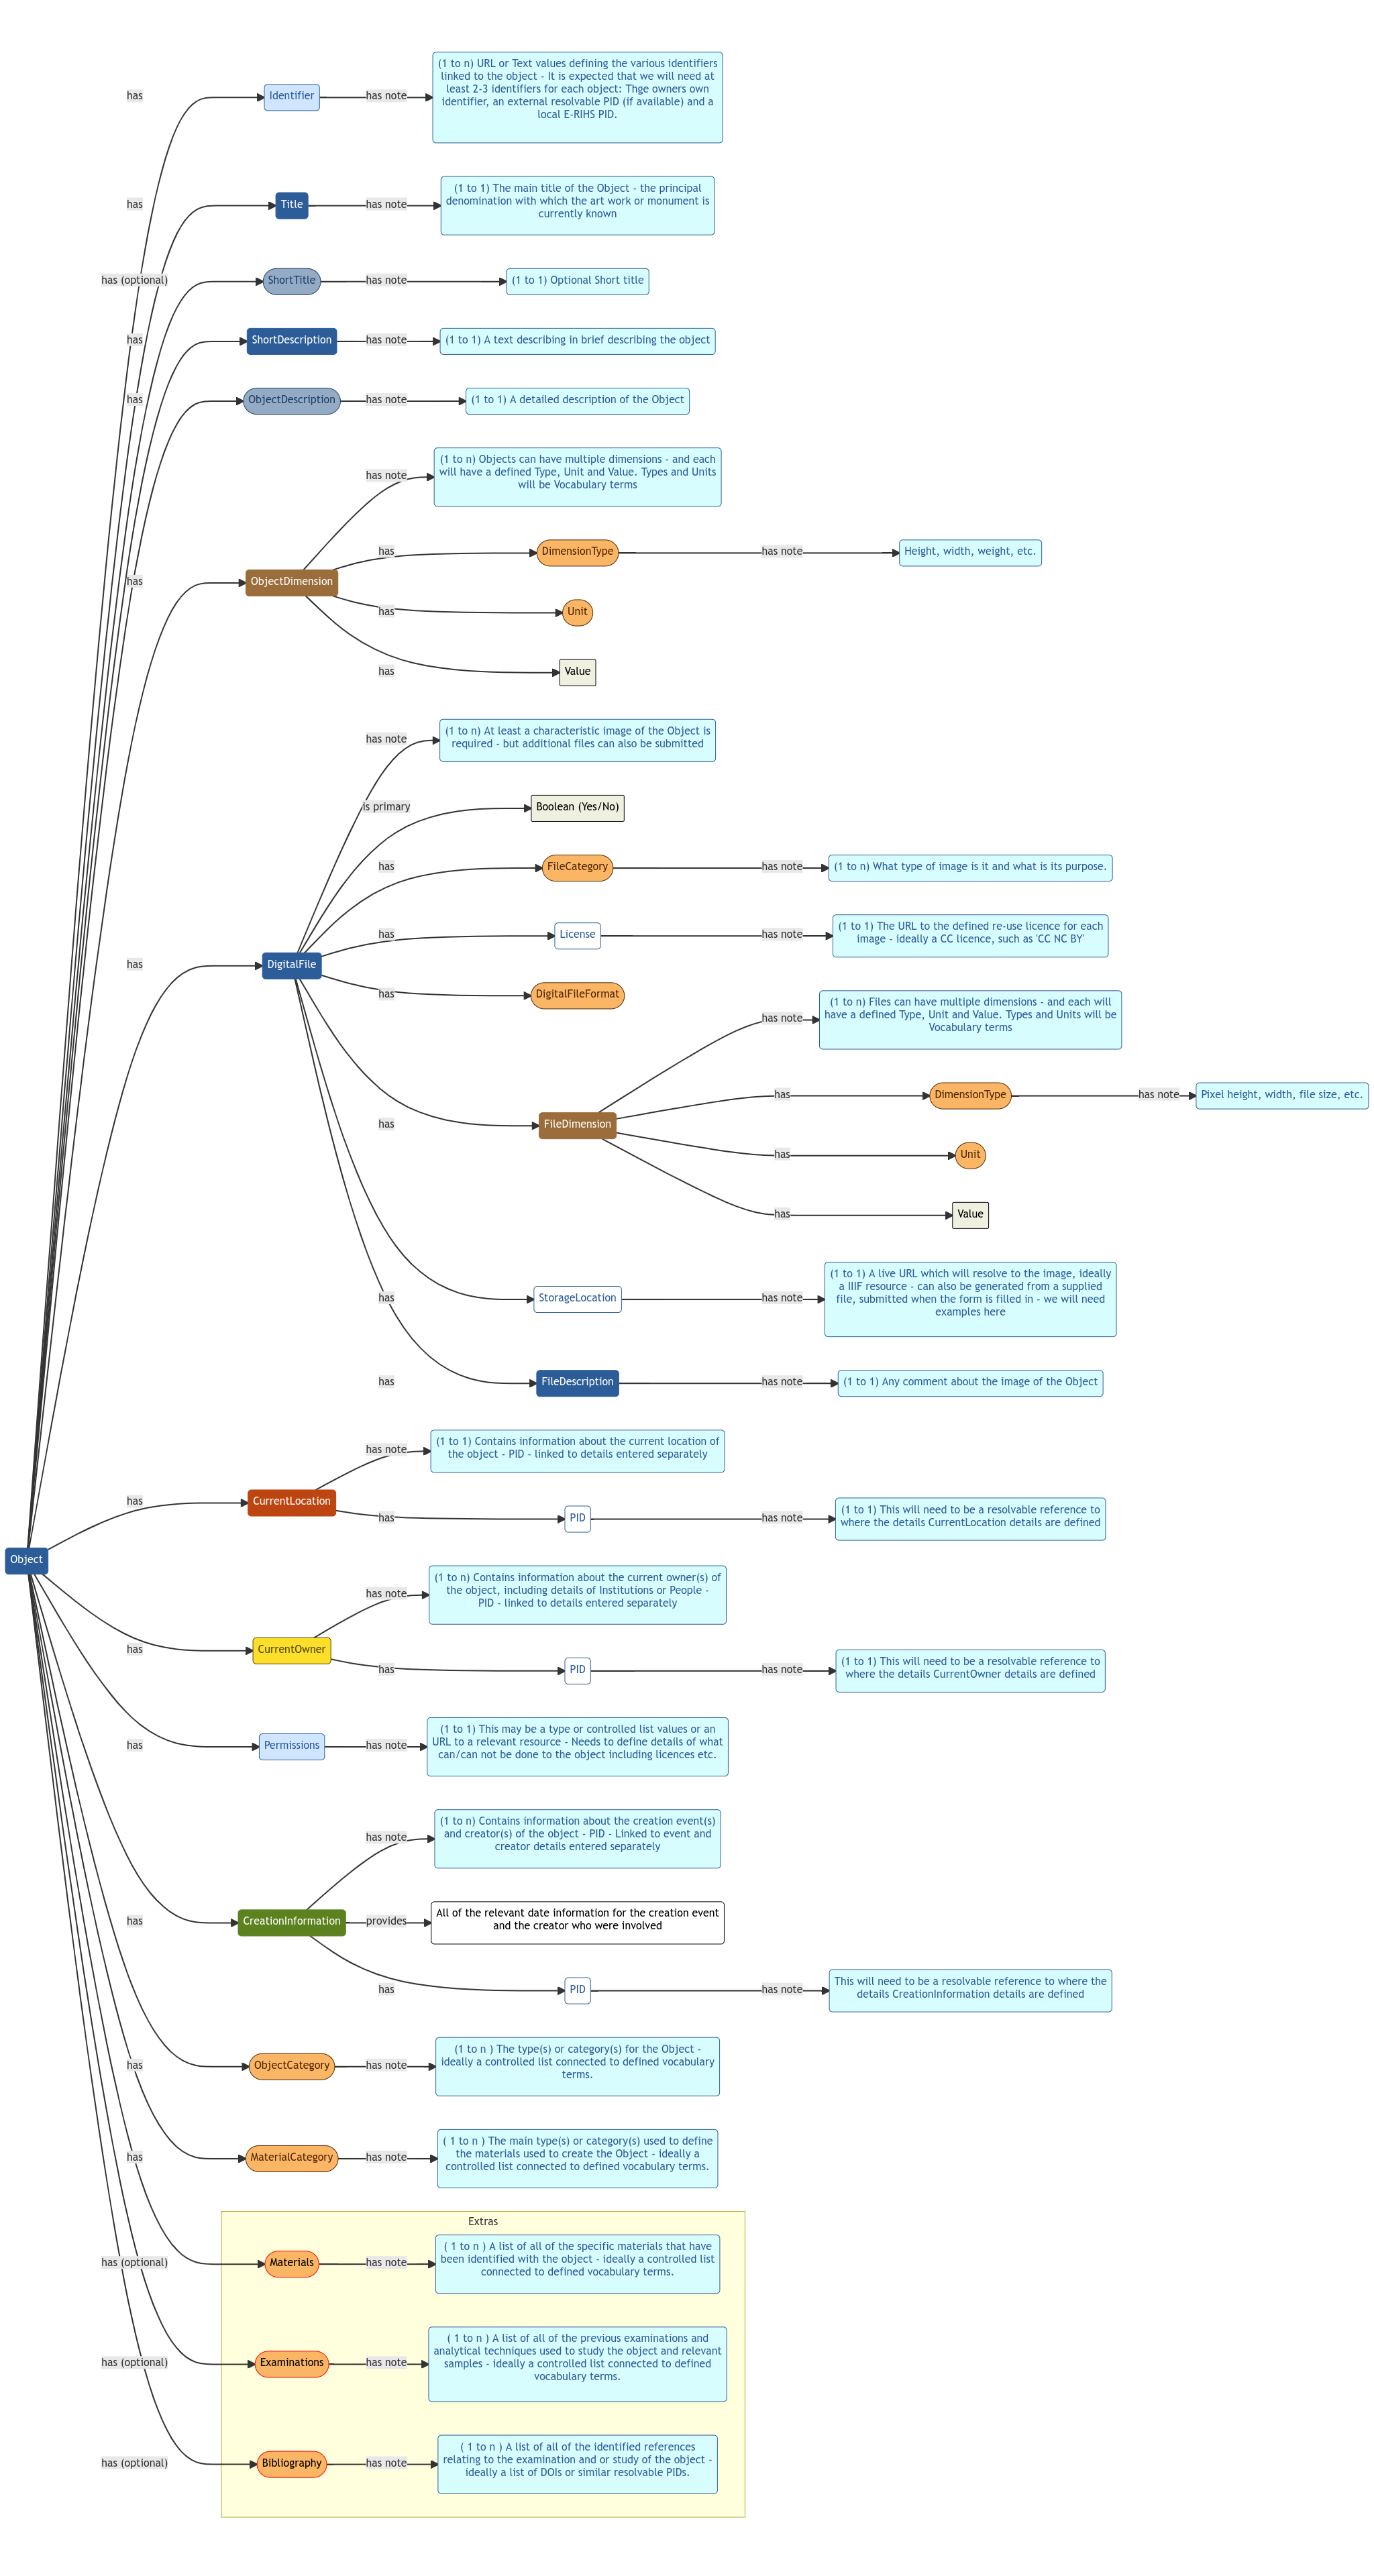 has
Identifier
has note
(1 to n) URL or Text values defining the various identifiers
linked to the object - It is expected that we will need at
least 2-3 identifiers for each object: Thge owners own
identifier, an external resolvable PID (if available) and a
local E-RIHS PID.
has
Title
has note
(1 to 1) The main title of the Object - the principal
denomination with which the art work or monument is
currently known
has (optional)
ShortTitle
has note
(1 to 1) Optional Short title
has
ShortDescription
has note
(1 to 1) A text describing in brief describing the object
has
ObjectDescription
has note
(1 to 1) A detailed description of the Object
has note
(1 to n) Objects can have multiple dimensions - and each
will have a defined Type, Unit and Value. Types and Units
will be Vocabulary terms
has
DimensionType
has note
Height, width, weight, etc.
has
ObjectDimension
has
Unit
has
Value
has note
(1 to n) At least a characteristic image of the Object is
required - but additional files can also be submitted
is primary
Boolean (Yes/No)
has
FileCategory
has note
(1 to n) What type of image is it and what is its purpose.
has
License
has note
(1 to 1) The URL to the defined re-use licence for each
image - ideally a CC licence, such as 'CC NC BY'
has
DigitalFile
has
DigitalFileFormat
has note
(1 to n) Files can have multiple dimensions - and each will
have a defined Type, Unit and Value. Types and Units will be
Vocabulary terms
has
DimensionType
has note
Pixel height, width, file size, etc.
has
FileDimension
has
Unit
has
Value
has
StorageLocation
has note
(1 to 1) A live URL which will resolve to the image, ideally
a IIIF resource - can also be generated from a supplied
file, submitted when the form is filled in - we will need
examples here
has
FileDescription
has note
(1 to 1) Any comment about the image of the Object
has note
(1 to 1) Contains information about the current location of
the object - PID - linked to details entered separately
has
CurrentLocation
has
PID
has note
(1 to 1) This will need to be a resolvable reference to
where the details CurrentLocation details are defined
Object
has note
(1 to n) Contains information about the current owner(s) of
the object, including details of Institutions or People -
PID - linked to details entered separately
has
CurrentOwner
has
PID
has note
(1 to 1) This will need to be a resolvable reference to
where the details CurrentOwner details are defined
has
Permissions
has note
(1 to 1) This may be a type or controlled list values or an
URL to a relevant resource - Needs to define details of what
can/can not be done to the object including licences etc.
has note
(1 to n) Contains information about the creation event(s)
and creator(s) of the object - PID - Linked to event and
creator details entered separately
has
CreationInformation
provides
All of the relevant date information for the creation event
and the creator who were involved
has
PID
has note
This will need to be a resolvable reference to where the
details CreationInformation details are defined
has
ObjectCategory
has note
(1 to n ) The type(s) or category(s) for the Object -
ideally a controlled list connected to defined vocabulary
terms.
has
MaterialCategory
has note
( 1 to n ) The main type(s) or category(s) used to define
the materials used to create the Object - ideally a
controlled list connected to defined vocabulary terms.
Extras
has (optional)
Materials
has note
( 1 to n ) A list of all of the specific materials that have
been identified with the object - ideally a controlled list
connected to defined vocabulary terms.
has (optional)
Examinations
has note
( 1 to n ) A list of all of the previous examinations and
analytical techniques used to study the object and relevant
samples - ideally a controlled list connected to defined
vocabulary terms.
has (optional)
Bibliography
has note
( 1 to n ) A list of all of the identified references
relating to the examination and or study of the object -
ideally a list of DOIs or similar resolvable PIDs.